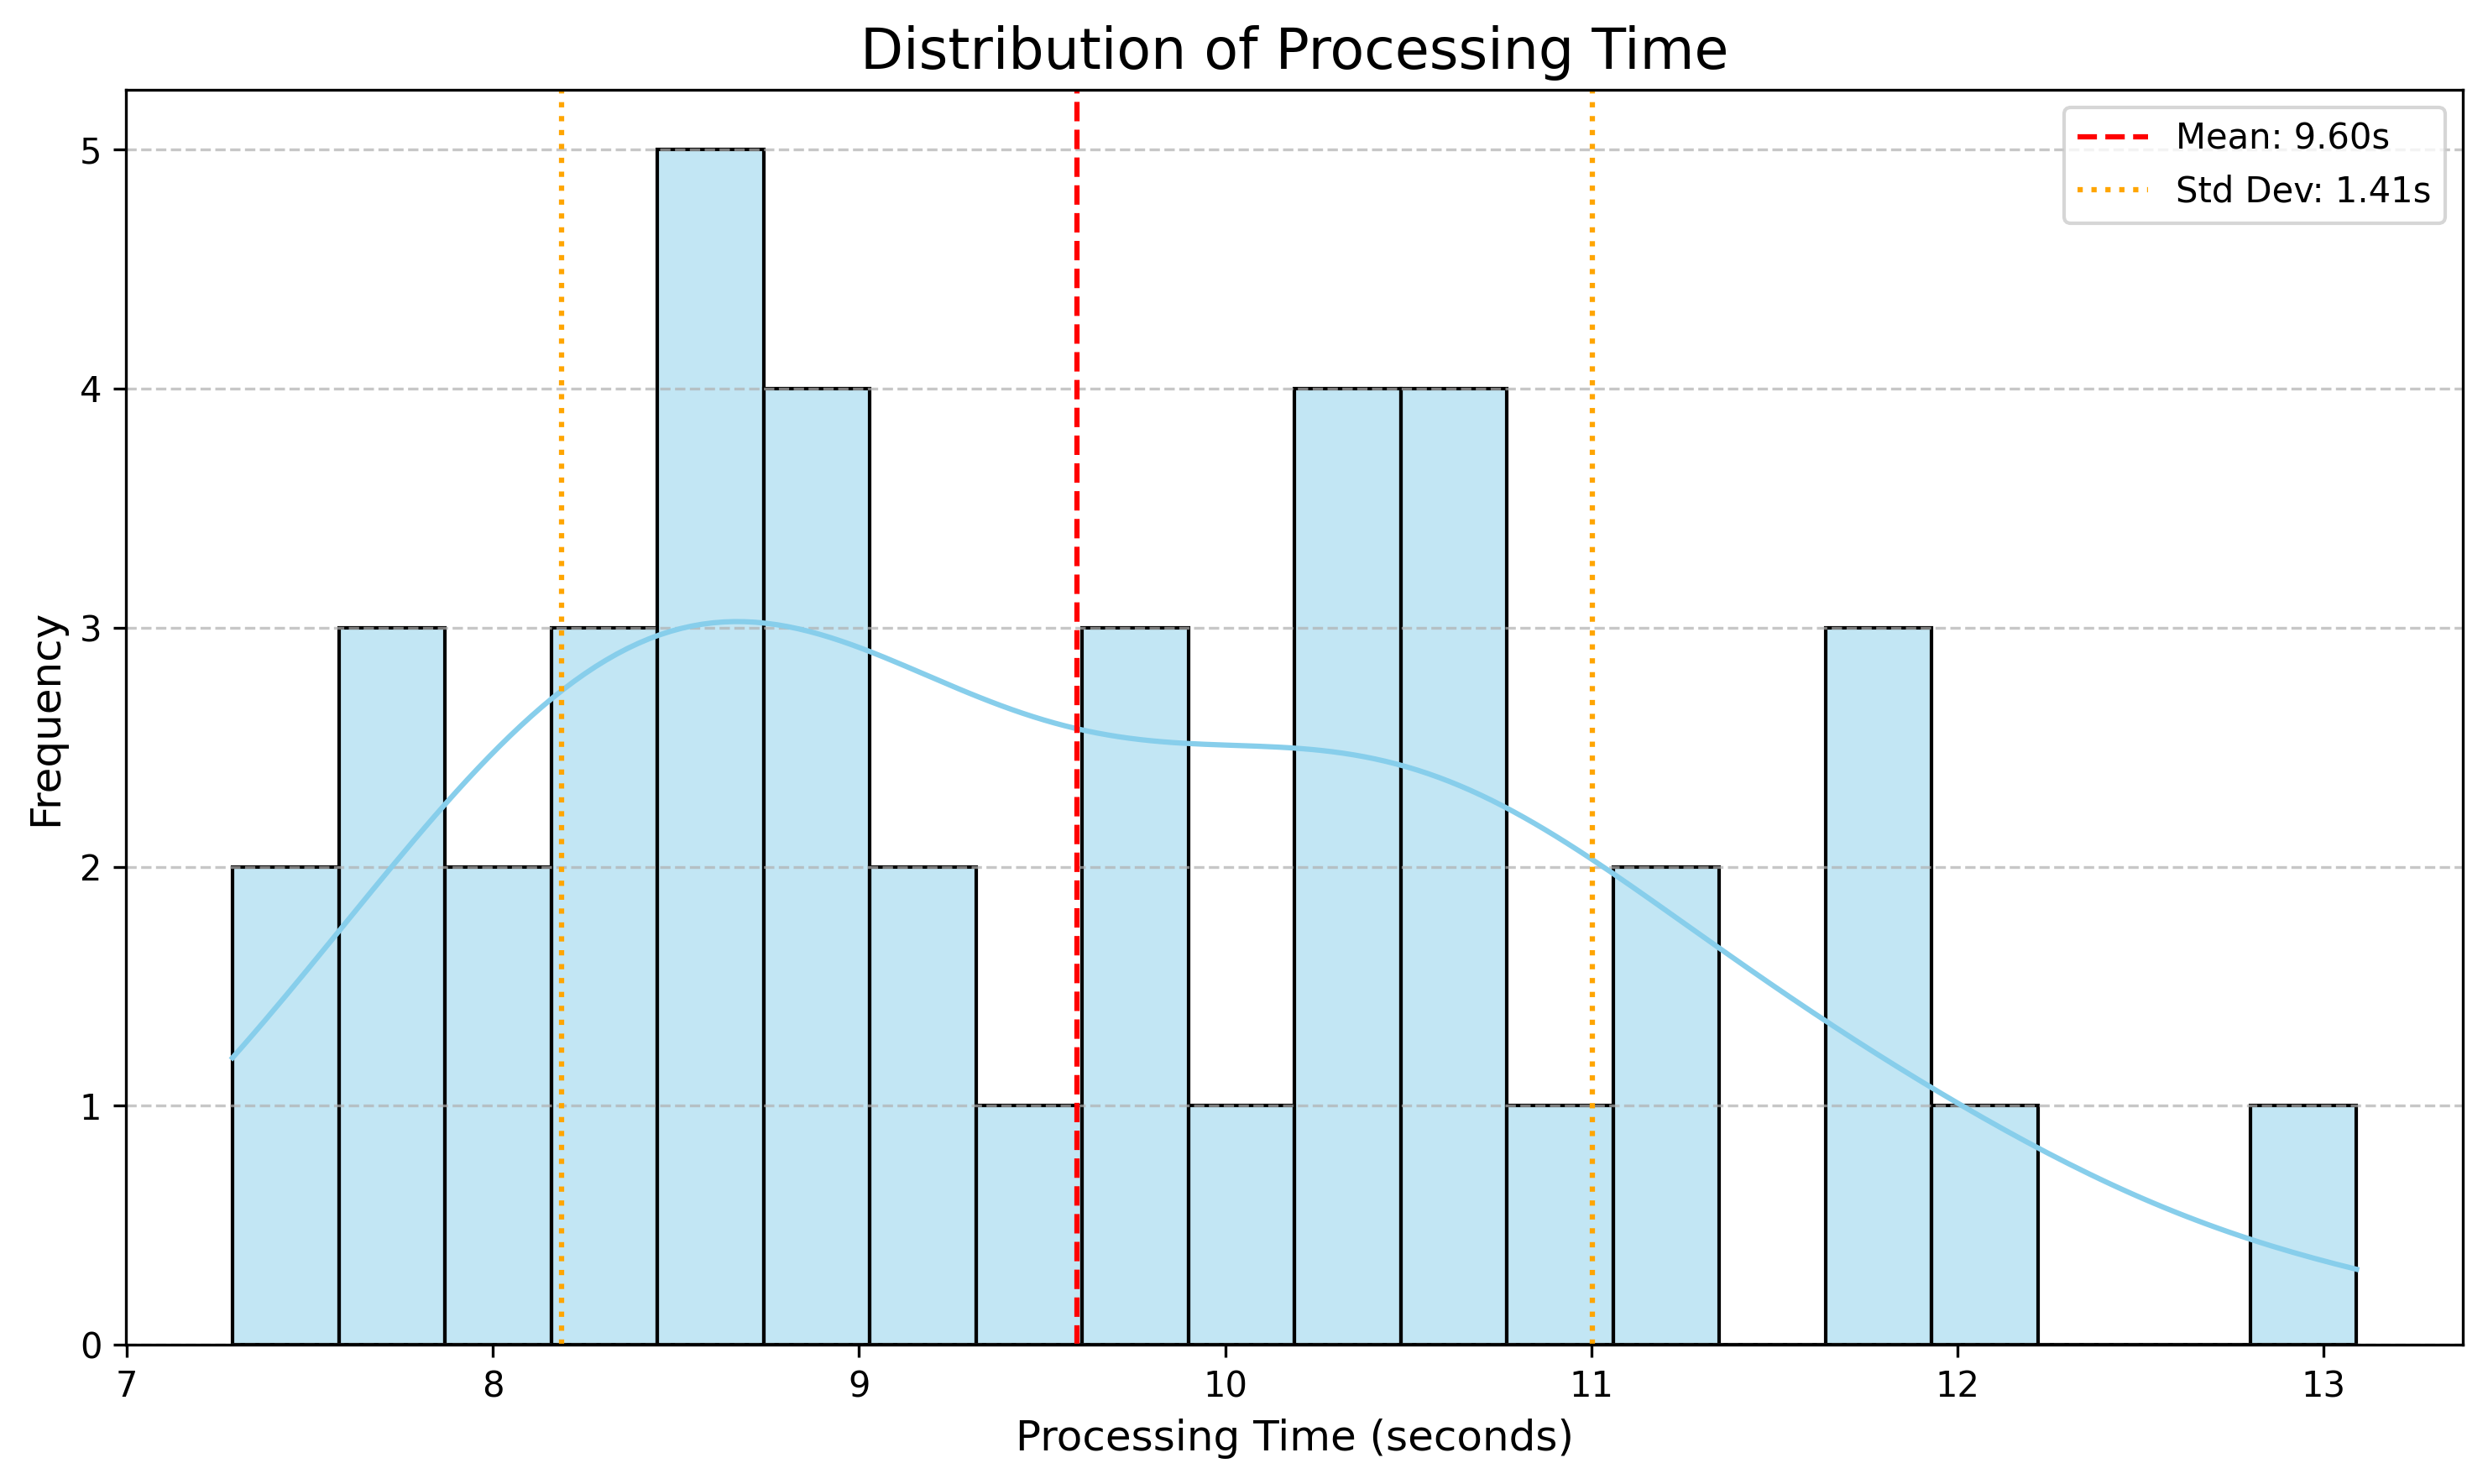 Distribution of Processing Time
Mean: 9.60s
Std Dev: 1.41s
Frequency
5
4
3
2
1
0
7 8 9 10 11 12 13
Processing Time (seconds)